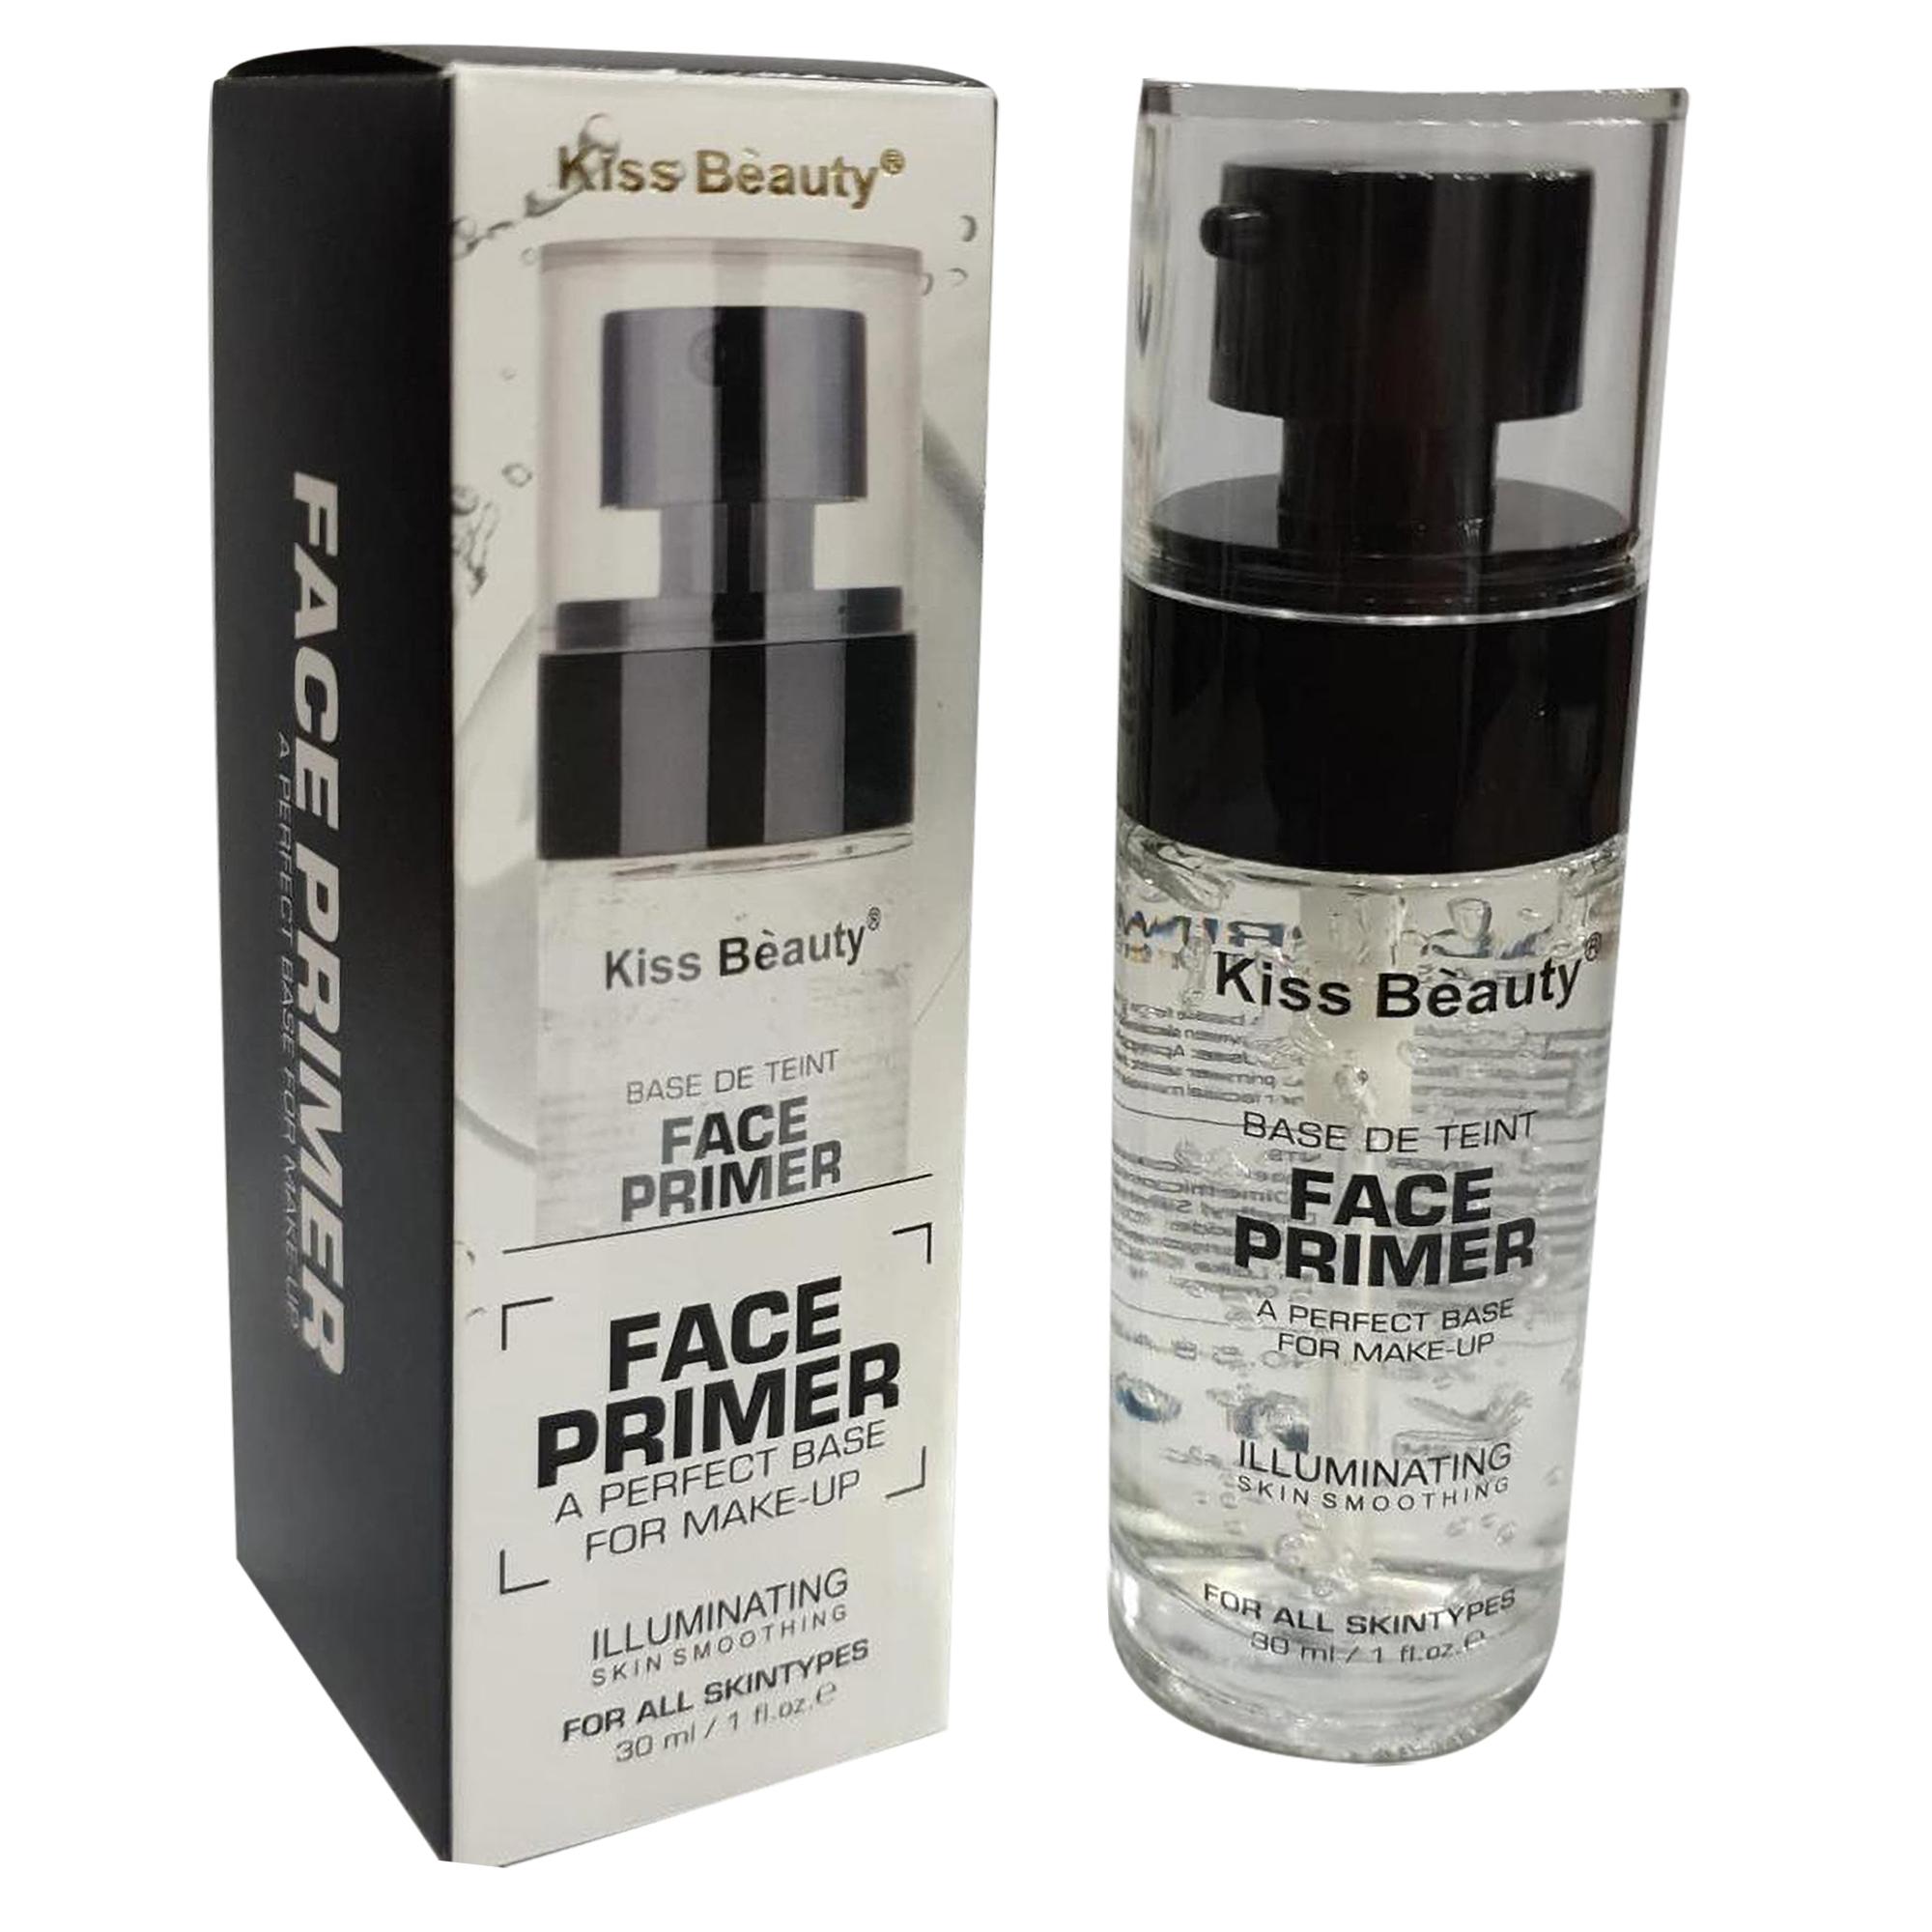 FACE PRIMER
A PERFECT BASE FOR MAKE-UP
Kiss Bèauty®
Kiss Bèauty®
BASE DE TEINT
FACE
PRIMER
FACE
PRIMER
A PERFECT BASE
FOR MAKE-UP
ILLUMINATING
SKIN SMOOTHING
FOR ALL SKINTYPES
30 ml / 1 fl.oz.℮
Kiss Bèauty®
BASE DE TEINT
FACE
PRIMER
A PERFECT BASE
FOR MAKE-UP
ILLUMINATING
SKIN SMOOTHING
FOR ALL SKINTYPES
30 ml / 1 fl.oz.℮